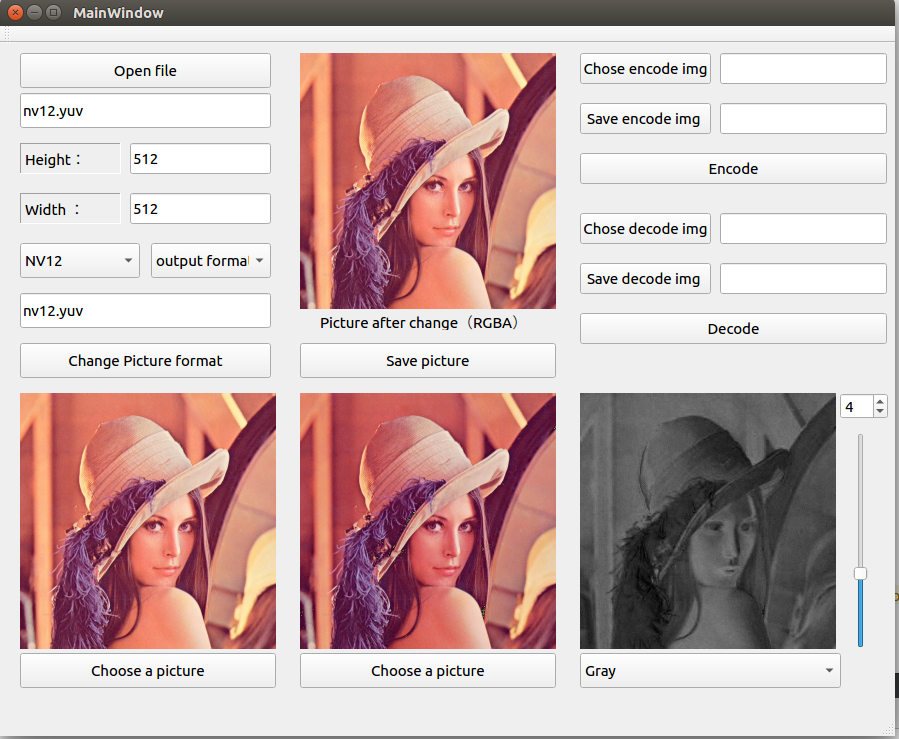 MainWindow
Open file
nv12.yuv
Height：
512
Width ：
512
NV12
output format
nv12.yuv
Change Picture format
Picture after change（RGBA）
Save picture
Chose encode img
Save encode img
Encode
Chose decode img
Save decode img
Decode
Choose a picture
Choose a picture
4
Gray